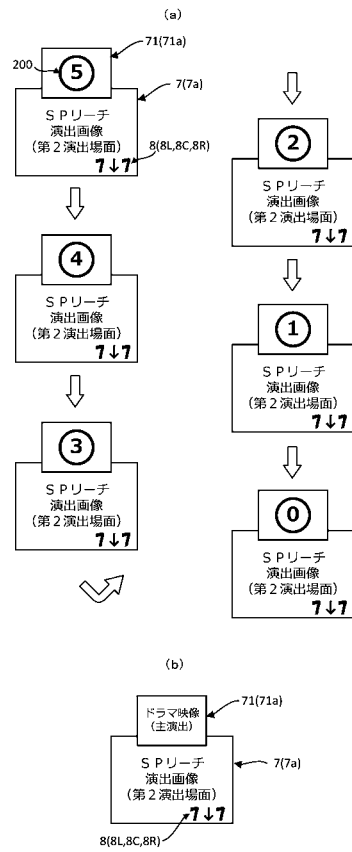 (a)
71(71a)
200
5
7(7a)
ＳＰリーチ
演出画像
(第２演出場面)
7↓7
8(8L,8C,8R)
4
ＳＰリーチ
演出画像
(第２演出場面)
7↓7
3
ＳＰリーチ
演出画像
(第２演出場面)
7↓7
2
ＳＰリーチ
演出画像
(第２演出場面)
7↓7
1
ＳＰリーチ
演出画像
(第２演出場面)
7↓7
0
ＳＰリーチ
演出画像
(第２演出場面)
7↓7
(b)
ドラマ映像
(主演出)
71(71a)
ＳＰリーチ
演出画像
(第２演出場面)
7↓7
7(7a)
8(8L,8C,8R)